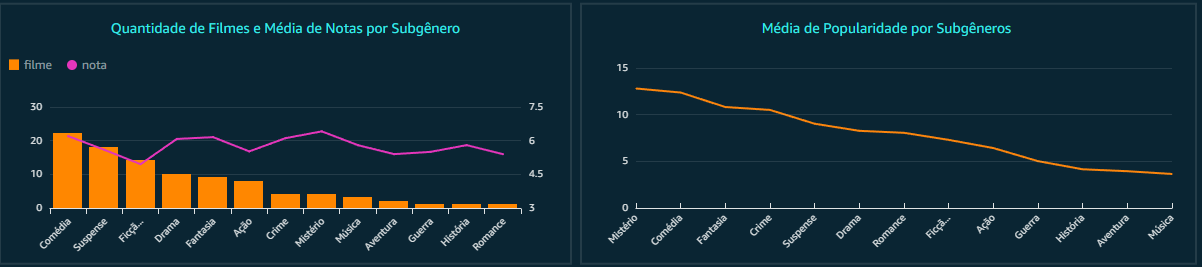 Quantidade de Filmes e Média de Notas por Subgênero
filme nota
30 7.5
20 6
10 4.5
0 3
Comédia Suspense Ficçã... Drama Fantasia Ação Crime Mistério Música Aventura Guerra História Romance
Média de Popularidade por Subgêneros
15
10
5
0
Mistério Comédia Fantasia Crime Suspense Drama Romance Ficçã... Ação Guerra História Aventura Música